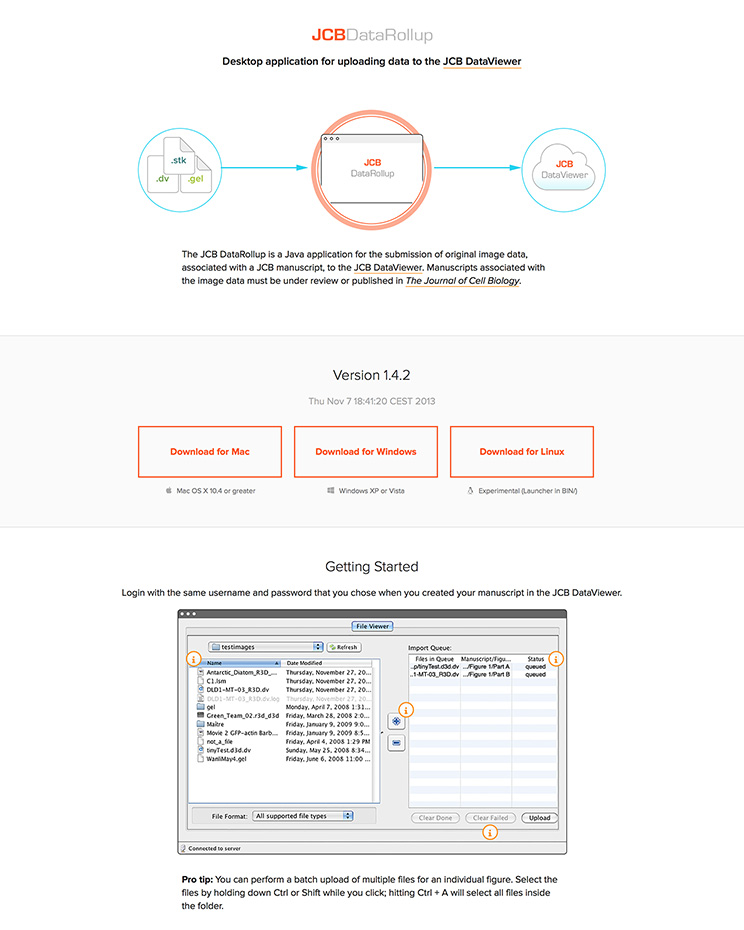 JCBDataRollup
Desktop application for uploading data to the JCB DataViewer
.stk
.dv
.gel
JCB
DataRollup
JCB
DataViewer
The JCB DataRollup is a Java application for the submission of original image data,
associated with a JCB manuscript, to the JCB DataViewer. Manuscripts associated with
the image data must be under review or published in The Journal of Cell Biology.
Version 1.4.2
Thu Nov 7 18:41:20 CEST 2013
Download for Mac
Download for Windows
Download for Linux
Mac OS X 10.4 or greater
Windows XP or Vista
Experimental (Launcher in BIN/)
Getting Started
Login with the same username and password that you chose when you created your manuscript in the JCB DataViewer.
File Viewer
testimages
Refresh
Name Date Modified
Antarctic_Diatom_R3D_... Thursday, November 27, 20...
C1.lsm Thursday, November 27, 20...
DLD1-MT-03_R3D.dv Thursday, November 27, 20...
DLD1-MT-03_R3D.dv.log Thursday, November 27, 20...
gel Monday, April 7, 2008 1:31...
Green_Team_02.r3d_d3d Friday, March 28, 2008 2...
Maître Friday, January 9, 2009 9:0...
Movie 2 GFP-actin Barb... Friday, January 9, 2009 8:5...
not_a_file Friday, April 4, 2008 1:29 PM
tinyTest.d3d.dv Sunday, May 25, 2008 8:34...
WanliMay4.gel Friday, June 6, 2008 11:00 ...
File Format: All supported file types
Import Queue:
Files in Queue Manuscript/Figu... Status
..p/tinyTest.d3d.dv .../Figure 1/Part A queued
..1-MT-03_R3D.dv .../Figure 1/Part B queued
Clear Done
Clear Failed
Upload
Connected to server
Pro tip: You can perform a batch upload of multiple files for an individual figure. Select the
files by holding down Ctrl or Shift while you click; hitting Ctrl + A will select all files inside
the folder.